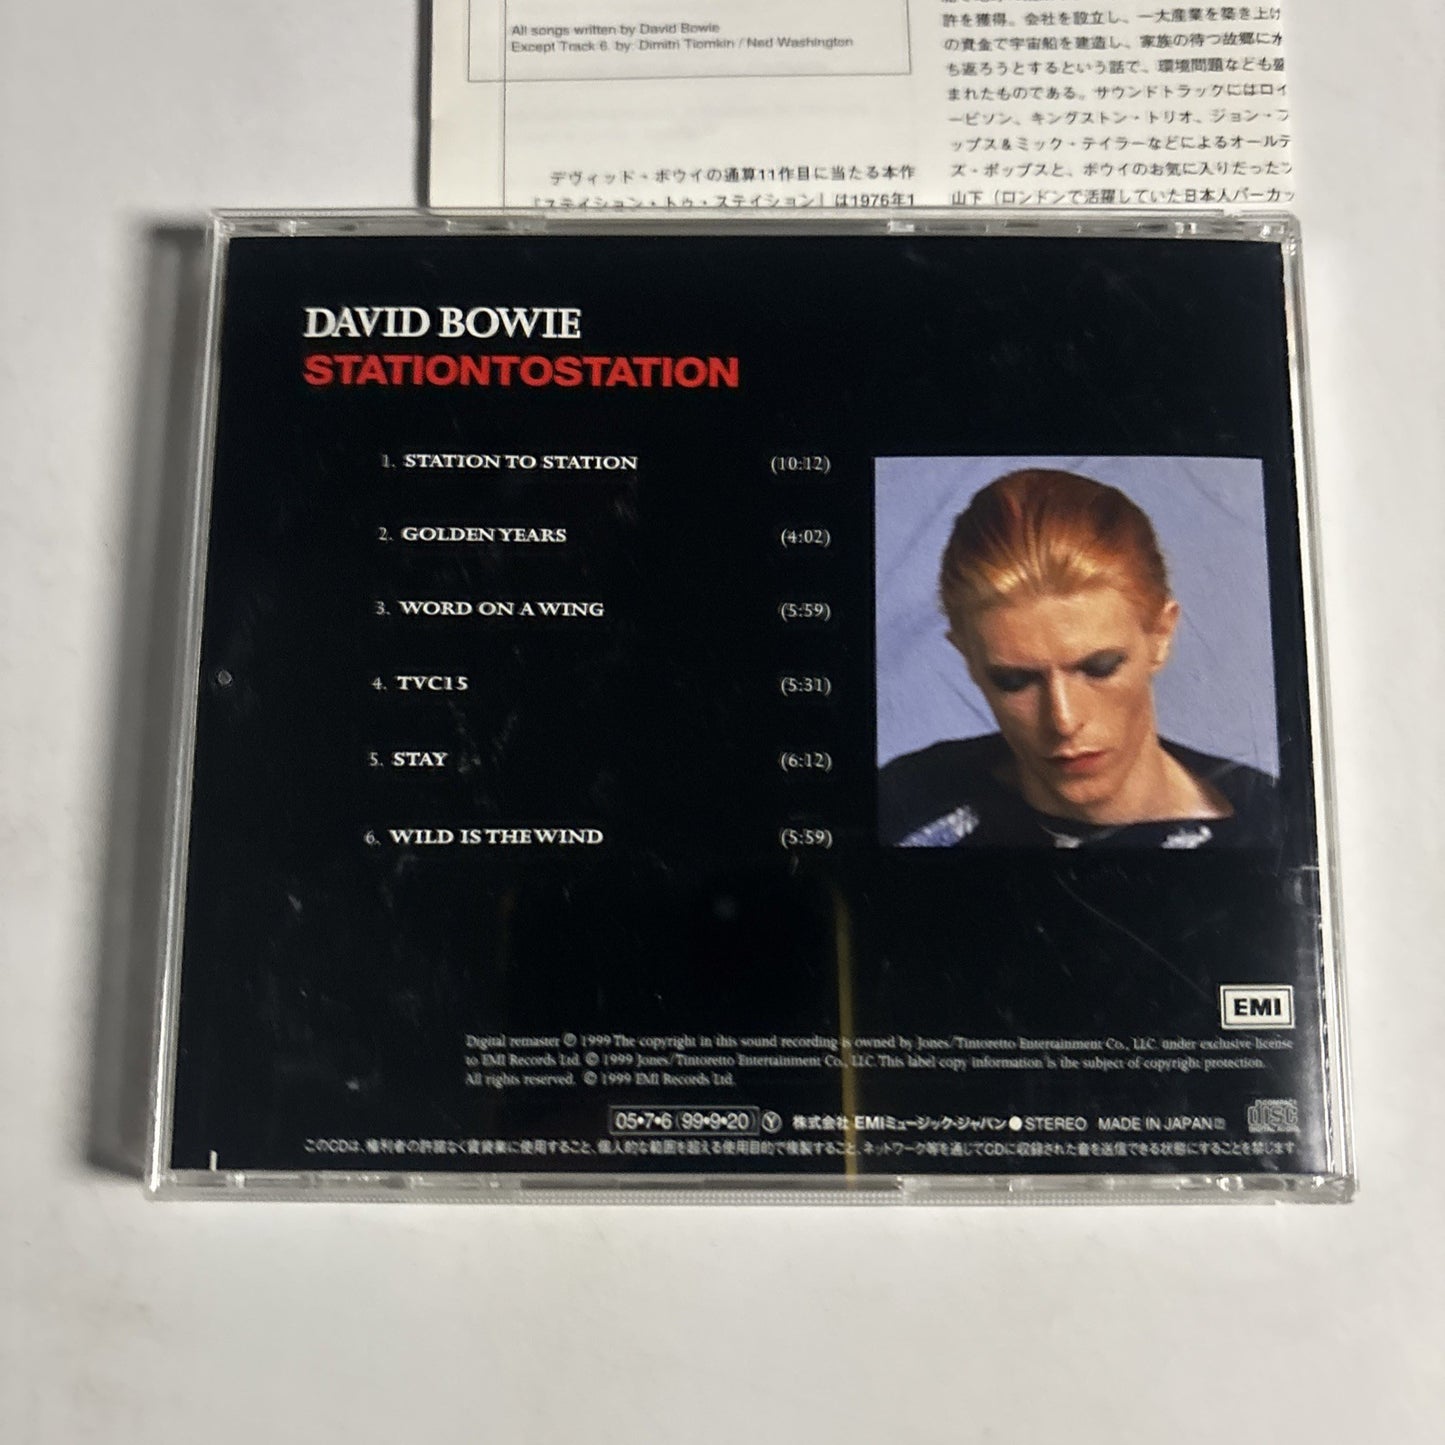 All songs written by David Bowie
Except Track 6. by: Dimitri Tiomkin / Ned Washington
デヴィッド・ボウイの通算11作目に当たる本作
『ステイション・トゥ・ステイション』は1976年1
許を獲得。会社を設立し、一大産業を築き上げ
の資金で宇宙船を建造し、家族の待つ故郷に水
ち返ろうとするという話で、環境問題なども盛
まれたものである。サウンドトラックにはロイ
ービソン、キングストン・トリオ、ジョン・フ
ップス&ミック・テイラーなどによるオールデ
ズ・ポップスと、ボウイのお気に入りだったツ
山下（ロンドンで活躍していた日本人パーカッ
DAVID BOWIE
STATIONTOSTATION
1. STATION TO STATION (10:12)
2. GOLDEN YEARS (4:02)
3. WORD ON A WING (5:59)
4. TVC15 (5:31)
5. STAY (6:12)
6. WILD IS THE WIND (5:59)
EMI
Digital remaster ℗ 1999 The copyright in this sound recording is owned by Jones/Tintoretto Entertainment Co., LLC. under exclusive license
to EMI Records Ltd. © 1999 Jones/Tintoretto Entertainment Co., LLC. This label copy information is the subject of copyright protection.
All rights reserved. © 1999 EMI Records Ltd.
05•7•6 (99•9•20) Ⓨ 株式会社 EMIミュージック・ジャパン ● STEREO MADE IN JAPAN
COMPACT
disc
DIGITAL AUDIO
このCDは、権利者の許諾なく賃貸業に使用すること、個人的な範囲を超える使用目的で複製すること、ネットワーク等を通じてCDに収録された音を送信できる状態にすることを禁じます